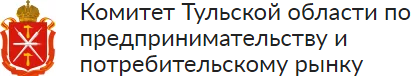 Комитет Тульской области по
предпринимательству и
потребительскому рынку